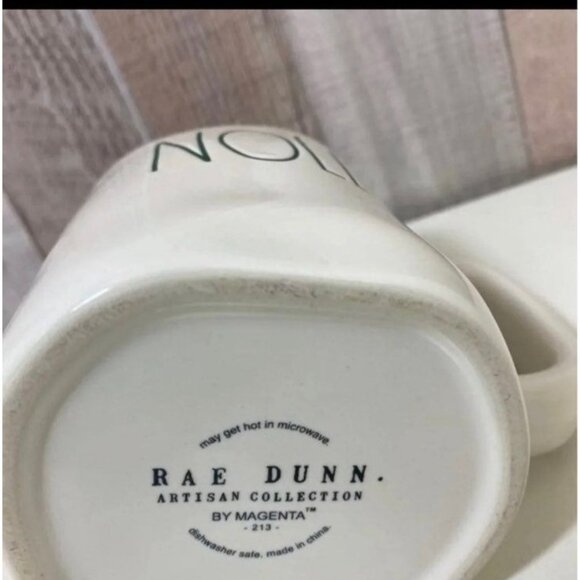 NOL
may get hot in microwave.
RAE DUNN.
ARTISAN COLLECTION
BY MAGENTA™
- 213 -
dishwasher safe. made in china.